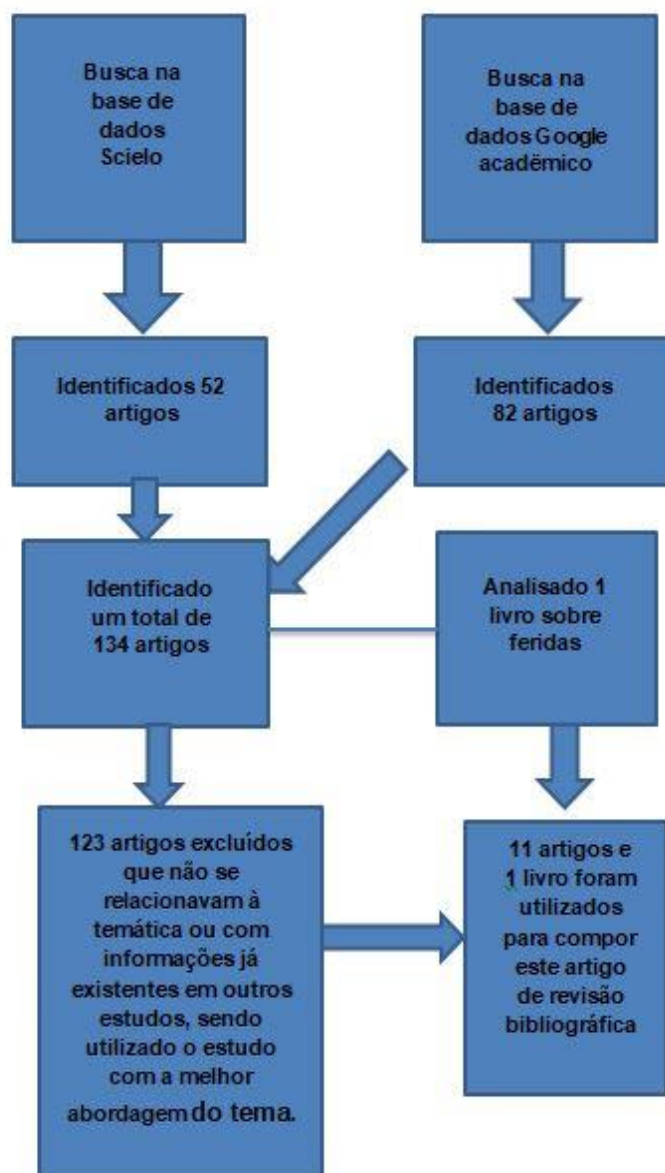 Busca na
base de
dados
Scielo
Busca na
base de
dados Google
acadêmico
Identificados 52
artigos
Identificados
82 artigos
Identificado
um total de
134 artigos
Analisado 1
livro sobre
feridas
123 artigos excluídos
que não se
relacionavam à
temática ou com
informações já
existentes em outros
estudos, sendo
utilizado o estudo
com a melhor
abordagem do tema.
11 artigos e
1 livro foram
utilizados
para compor
este artigo
de revisão
bibliográfica